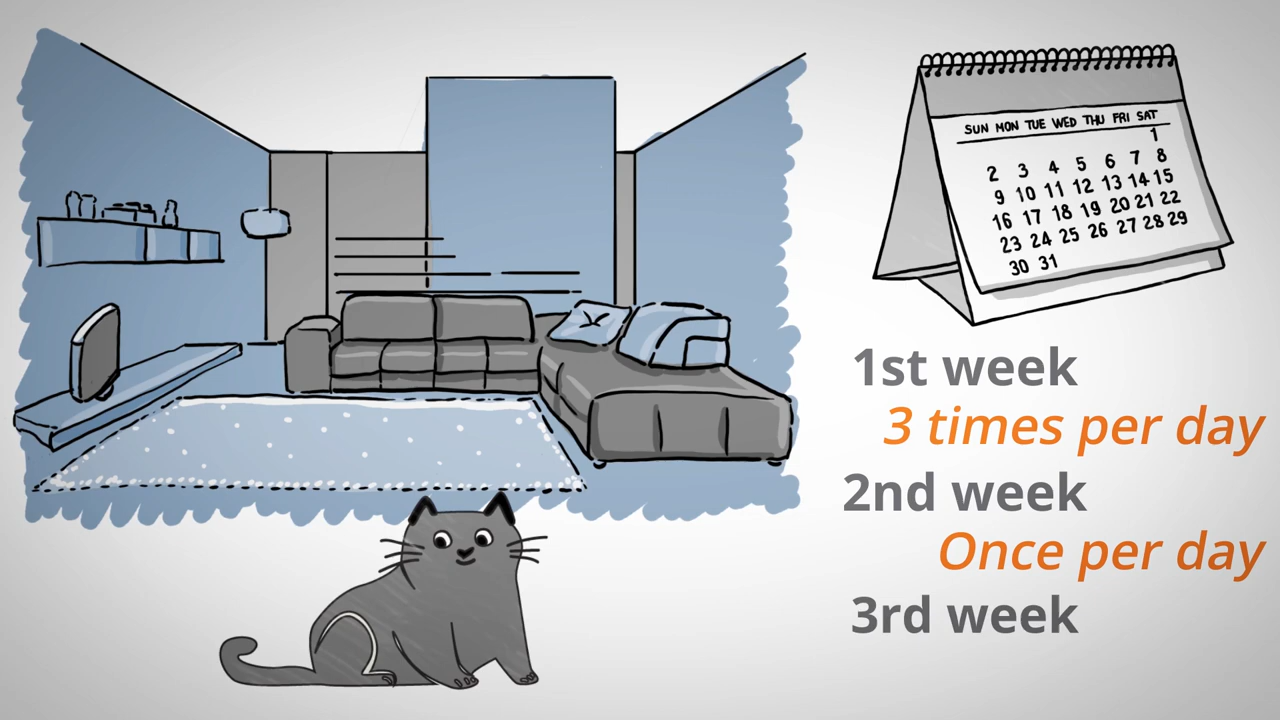 SUN MON TUE WED THU FRI SAT
1
2 3 4 5 6 7 8
9 10 11 12 13 14 15
16 17 18 19 20 21 22
23 24 25 26 27 28 29
30 31
1st week
3 times per day
2nd week
Once per day
3rd week